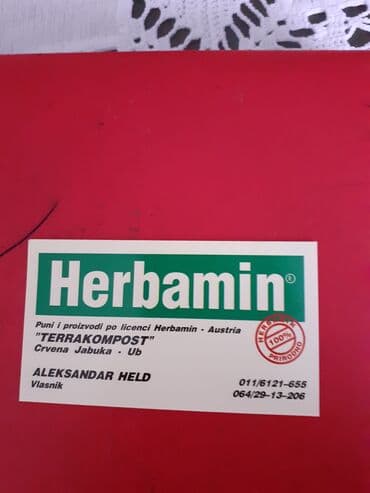 Herbamin®
Puni i proizvodi po licenci Herbamin - Austria
"TERRAKOMPOST"
Crvena Jabuka - Ub
100%
PRIRODNO
ALEKSANDAR HELD
Vlasnik
011/6121-655
064/29-13-206